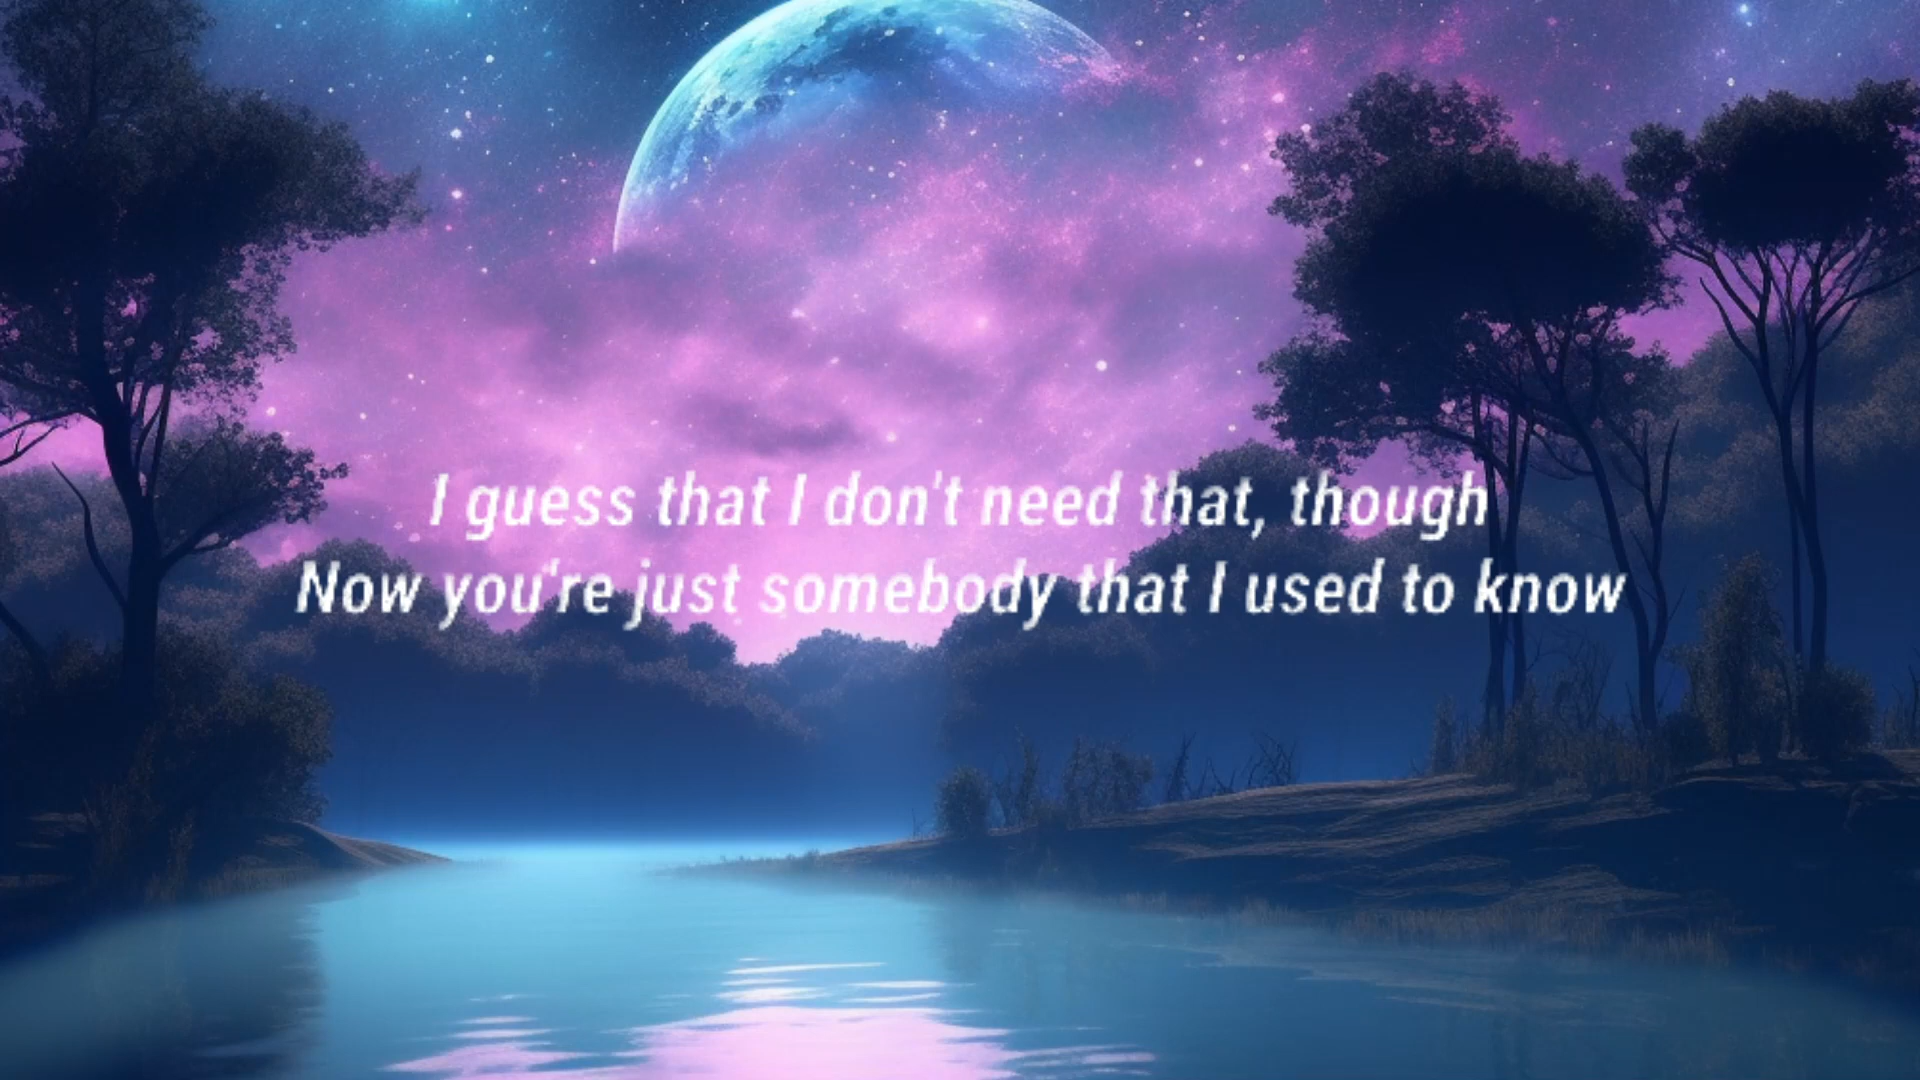 I guess that I don't need that, though
Now you're just somebody that I used to know